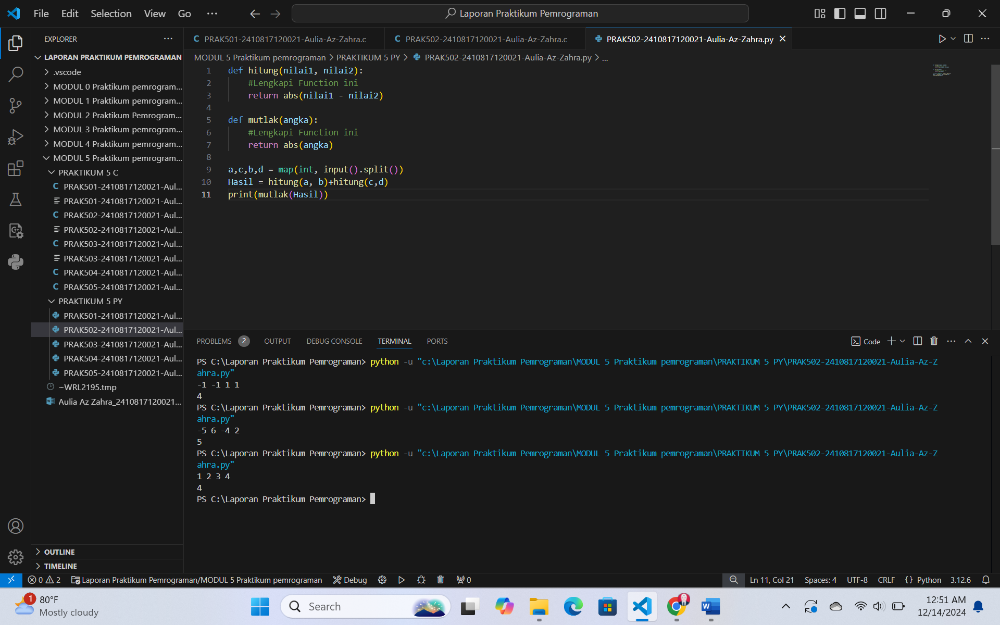 File Edit Selection View Go ···
Laporan Praktikum Pemrograman
EXPLORER ···
LAPORAN PRAKTIKUM PEMROGRAMAN
.vscode
MODUL 0 Praktikum pemrogram...
MODUL 1 Praktikum pemrogram...
MODUL 2 Praktikum Pemrogram...
MODUL 3 Praktikum pemrogram...
MODUL 4 Praktikum pemrogram...
MODUL 5 Praktikum pemrogram...
PRAKTIKUM 5 C
C PRAK501-2410817120021-Aul...
PRAK501-2410817120021-Aul...
C PRAK502-2410817120021-Aul...
PRAK502-2410817120021-Aul...
C PRAK503-2410817120021-Aul...
PRAK503-2410817120021-Aul...
C PRAK504-2410817120021-Aul...
C PRAK505-2410817120021-Aul...
PRAKTIKUM 5 PY
PRAK501-2410817120021-Aul...
PRAK502-2410817120021-Aul...
PRAK503-2410817120021-Aul...
PRAK504-2410817120021-Aul...
PRAK505-2410817120021-Aul...
~WRL2195.tmp
Aulia Az Zahra_2410817120021...
OUTLINE
TIMELINE
C PRAK501-2410817120021-Aulia-Az-Zahra.c C PRAK502-2410817120021-Aulia-Az-Zahra.c PRAK502-2410817120021-Aulia-Az-Zahra.py
MODUL 5 Praktikum pemrograman > PRAKTIKUM 5 PY > PRAK502-2410817120021-Aulia-Az-Zahra.py > ...
1 def hitung(nilai1, nilai2):
2 #Lengkapi Function ini
3 return abs(nilai1 - nilai2)
4
5 def mutlak(angka):
6 #Lengkapi Function ini
7 return abs(angka)
8
9 a,c,b,d = map(int, input().split())
10 Hasil = hitung(a, b)+hitung(c,d)
11 print(mutlak(Hasil))
PROBLEMS 2 OUTPUT DEBUG CONSOLE TERMINAL PORTS Code
PS C:\Laporan Praktikum Pemrograman> python -u "c:\Laporan Praktikum Pemrograman\MODUL 5 Praktikum pemrograman\PRAKTIKUM 5 PY\PRAK502-2410817120021-Aulia-Az-Z
ahra.py"
-1 -1 1 1
4
PS C:\Laporan Praktikum Pemrograman> python -u "c:\Laporan Praktikum Pemrograman\MODUL 5 Praktikum pemrograman\PRAKTIKUM 5 PY\PRAK502-2410817120021-Aulia-Az-Z
ahra.py"
-5 6 -4 2
5
PS C:\Laporan Praktikum Pemrograman> python -u "c:\Laporan Praktikum Pemrograman\MODUL 5 Praktikum pemrograman\PRAKTIKUM 5 PY\PRAK502-2410817120021-Aulia-Az-Z
ahra.py"
1 2 3 4
4
PS C:\Laporan Praktikum Pemrograman>
0 2 Laporan Praktikum Pemrograman/MODUL 5 Praktikum pemrograman Debug 0 Ln 11, Col 21 Spaces: 4 UTF-8 CRLF {} Python 3.12.6
1 80°F
Mostly cloudy
Search
12:51 AM
12/14/2024